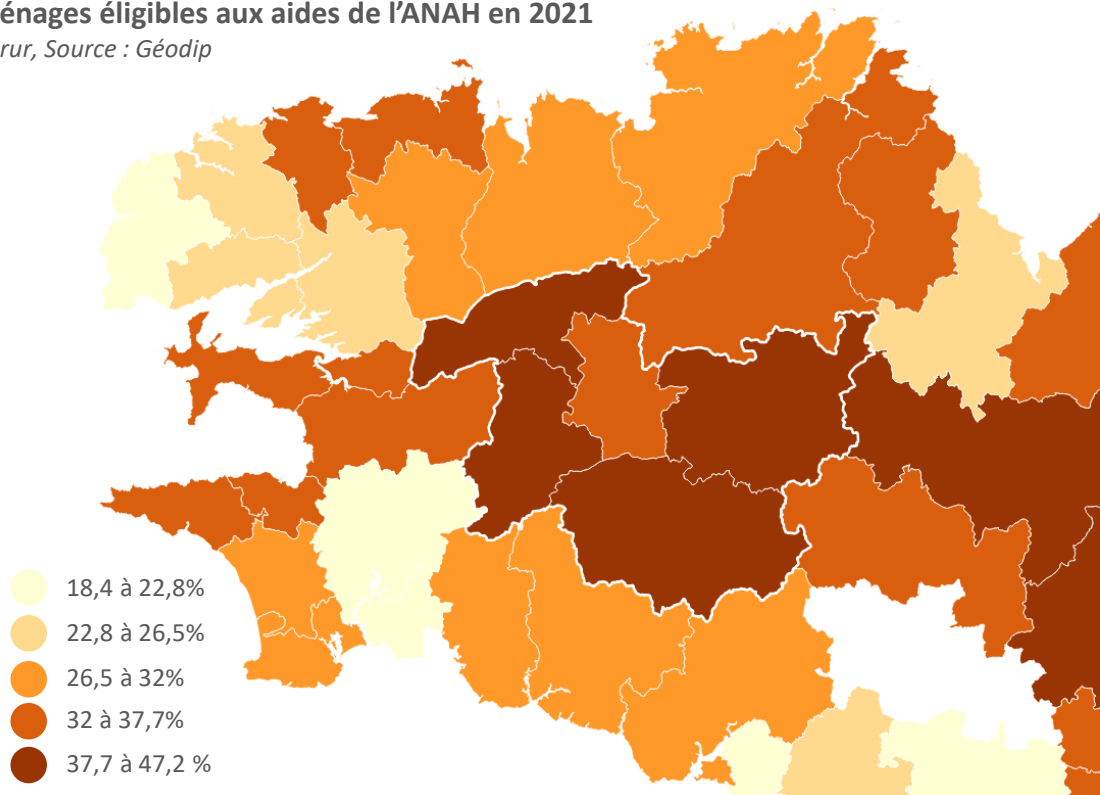 énages éligibles aux aides de l'ANAH en 2021
rur, Source : Géodip
18,4 à 22,8%
22,8 à 26,5%
26,5 à 32%
32 à 37,7%
37,7 à 47,2 %